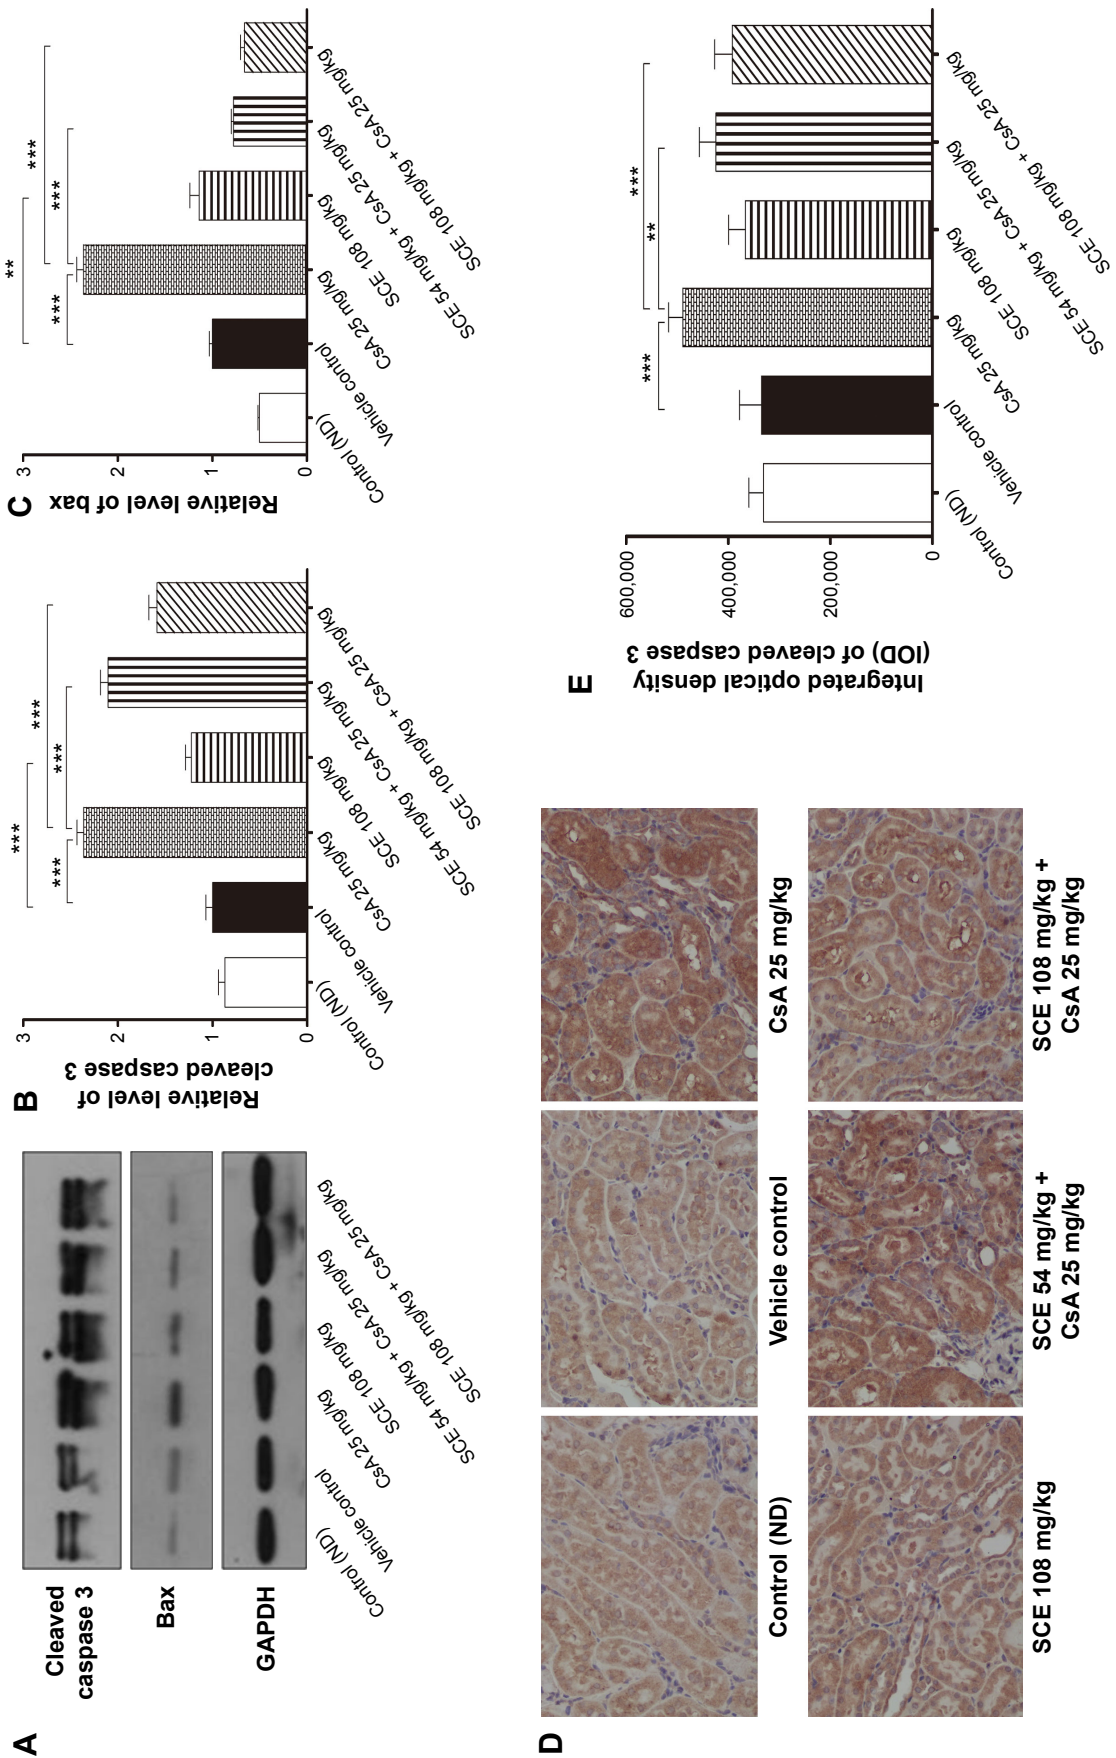 A
Cleaved
caspase 3
Bax
GAPDH
Control (ND)
Vehicle control
CsA 25 mg/kg
SCE 108 mg/kg
SCE 54 mg/kg + CsA 25 mg/kg
SCE 108 mg/kg + CsA 25 mg/kg
B
Relative level of
cleaved caspase 3
3
2
1
0
***
***
***
***
Control (ND)
Vehicle control
CsA 25 mg/kg
SCE 108 mg/kg
SCE 54 mg/kg + CsA 25 mg/kg
SCE 108 mg/kg + CsA 25 mg/kg
C
Relative level of bax
3
2
1
0
**
***
***
***
Control (ND)
Vehicle control
CsA 25 mg/kg
SCE 108 mg/kg
SCE 54 mg/kg + CsA 25 mg/kg
SCE 108 mg/kg + CsA 25 mg/kg
D
Control (ND)
Vehicle control
CsA 25 mg/kg
SCE 108 mg/kg
SCE 54 mg/kg +
CsA 25 mg/kg
SCE 108 mg/kg +
CsA 25 mg/kg
E
Integrated optical density
(IOD) of cleaved caspase 3
600,000
400,000
200,000
0
***
**
***
Control (ND)
Vehicle control
CsA 25 mg/kg
SCE 108 mg/kg
SCE 54 mg/kg + CsA 25 mg/kg
SCE 108 mg/kg + CsA 25 mg/kg